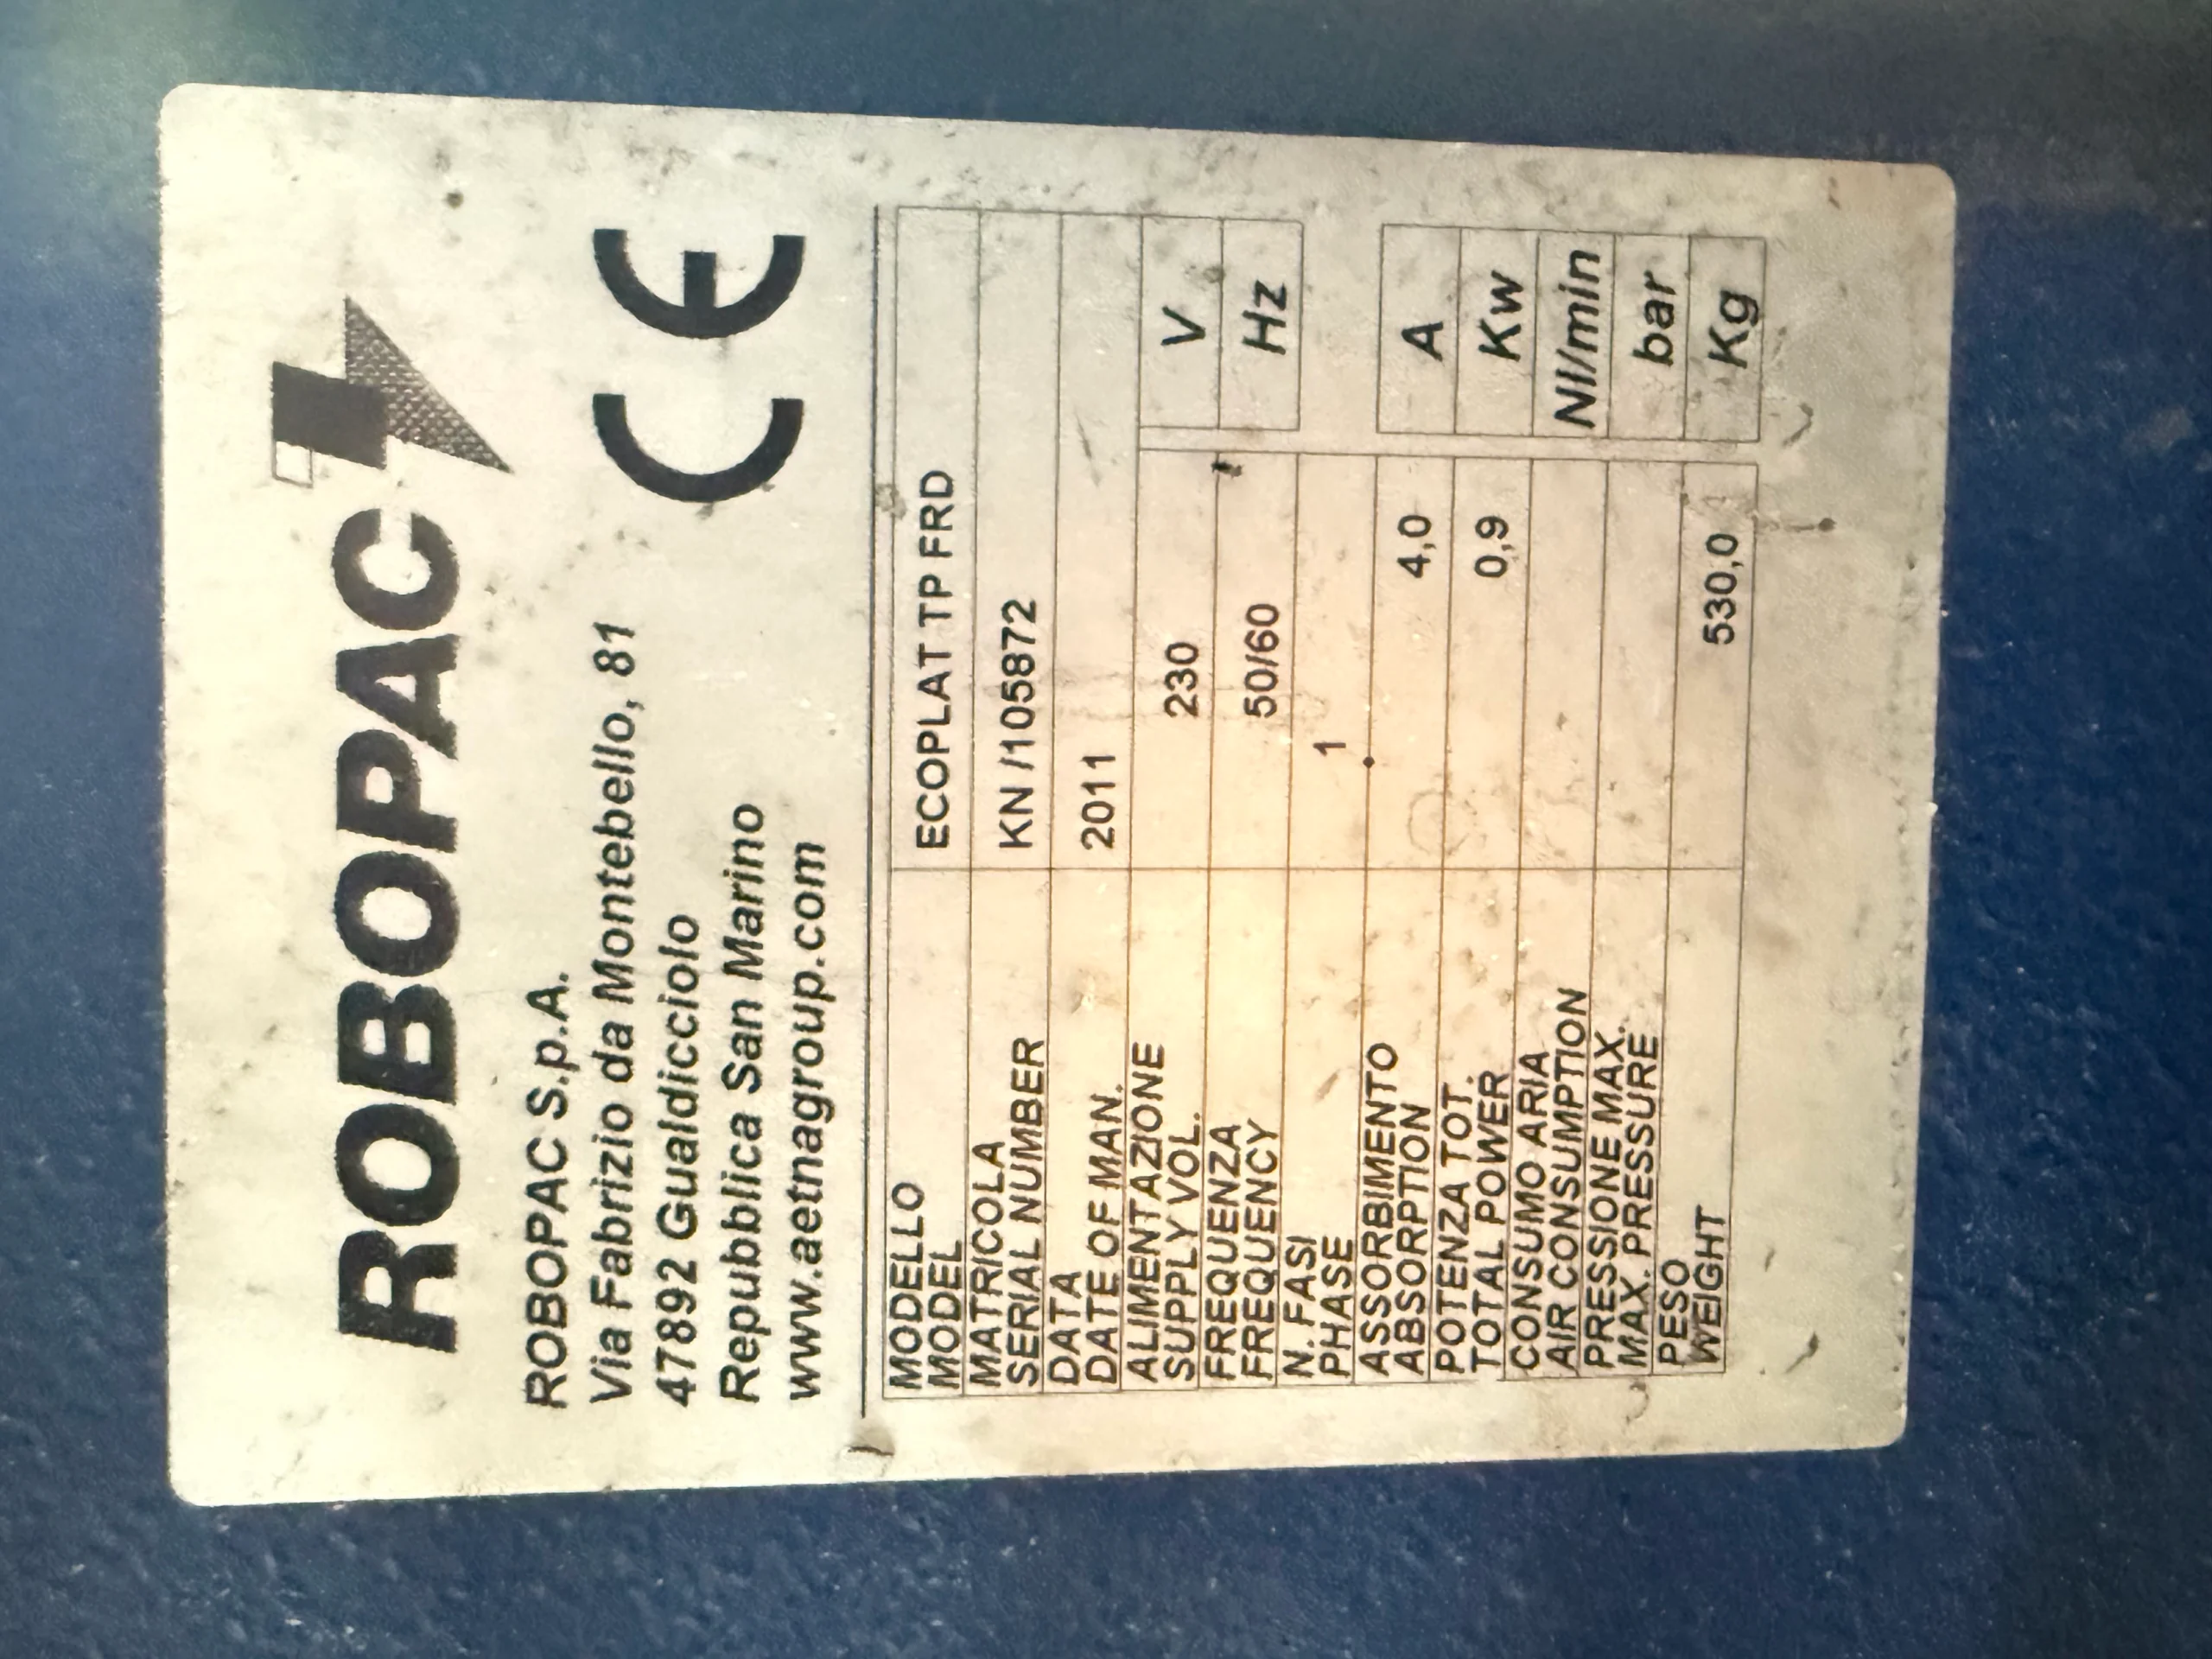 ROBOPAC
ROBOPAC S.p.A.
Via Fabrizio da Montebello, 81
47892 Gualdicciolo
Repubblica San Marino
www.aetnagroup.com
CE
MODELLO
MODEL ECOPLAT TP FRD
MATRICOLA
SERIAL NUMBER KN /105872
DATA
DATE OF MAN. 2011
ALIMENTAZIONE
SUPPLY VOL. 230 V
FREQUENZA
FREQUENCY 50/60 Hz
N. FASI
PHASE 1
ASSORBIMENTO
ABSORPTION 4,0 A
POTENZA TOT.
TOTAL POWER 0,9 Kw
CONSUMO ARIA
AIR CONSUMPTION Nl/min
PRESSIONE MAX.
MAX. PRESSURE bar
PESO
WEIGHT 530,0 Kg